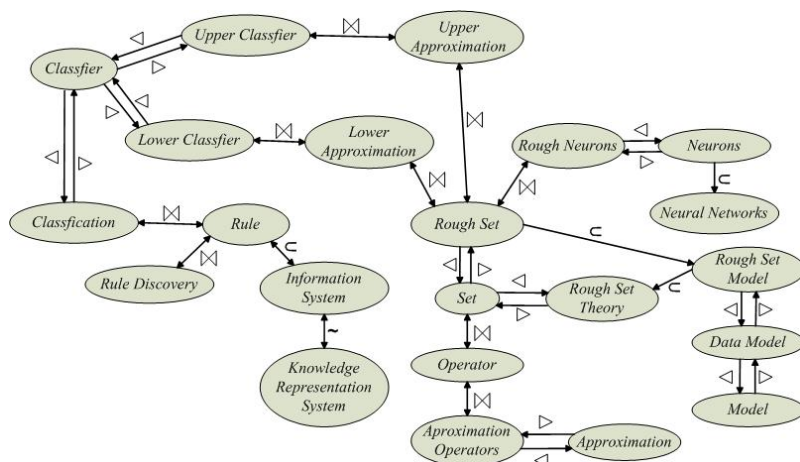 Upper Classfier
Upper
Approximation
Classfier
Lower Classfier
Lower
Approximation
Rough Neurons
Neurons
Neural Networks
Classfication
Rule
Rough Set
Rule Discovery
Information
System
Set
Rough Set
Theory
Rough Set
Model
Data Model
Knowledge
Representation
System
Operator
Model
Aproximation
Operators
Approximation